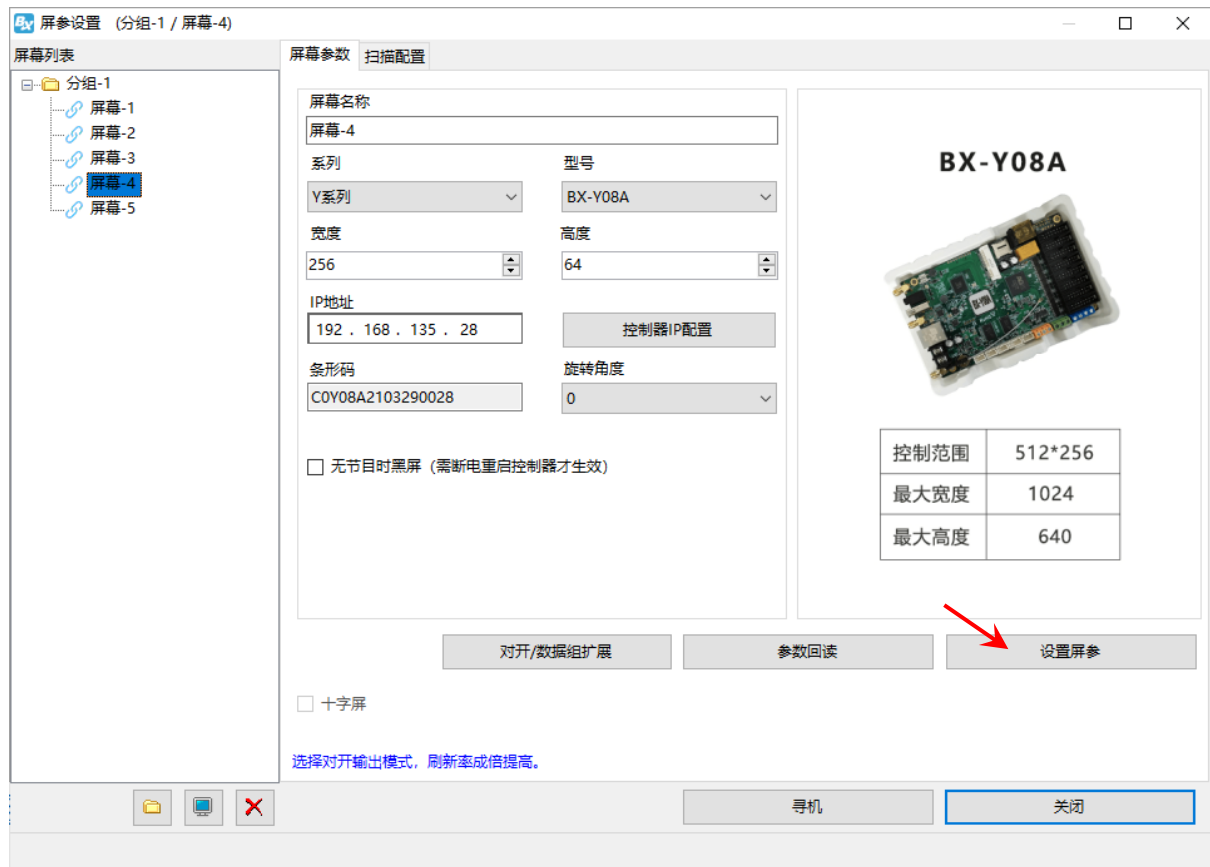 BX 屏参设置 (分组-1 / 屏幕-4)
屏幕列表
分组-1
屏幕-1
屏幕-2
屏幕-3
屏幕-4
屏幕-5
屏幕参数 扫描配置
屏幕名称
屏幕-4
系列 型号
Y系列 BX-Y08A
宽度 高度
256 64
IP地址
192 . 168 . 135 . 28 控制器IP配置
条形码 旋转角度
C0Y08A2103290028 0
无节目时黑屏（需断电重启控制器才生效）
BX-Y08A
BX-Y08A
控制范围 512*256
最大宽度 1024
最大高度 640
对开/数据组扩展 参数回读 设置屏参
十字屏
选择对开输出模式，刷新率成倍提高。
寻机 关闭